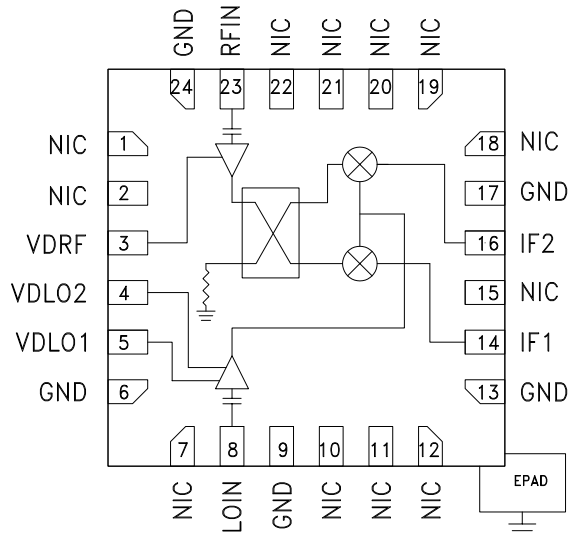 GND
RFIN
NIC
NIC
NIC
NIC
24
23
22
21
20
19
NIC
1
NIC
2
VDRF
3
VDLO2
4
VDLO1
5
GND
6
18
NIC
17
GND
16
IF2
15
NIC
14
IF1
13
GND
7
8
9
10
11
12
NIC
LOIN
GND
NIC
NIC
NIC
EPAD